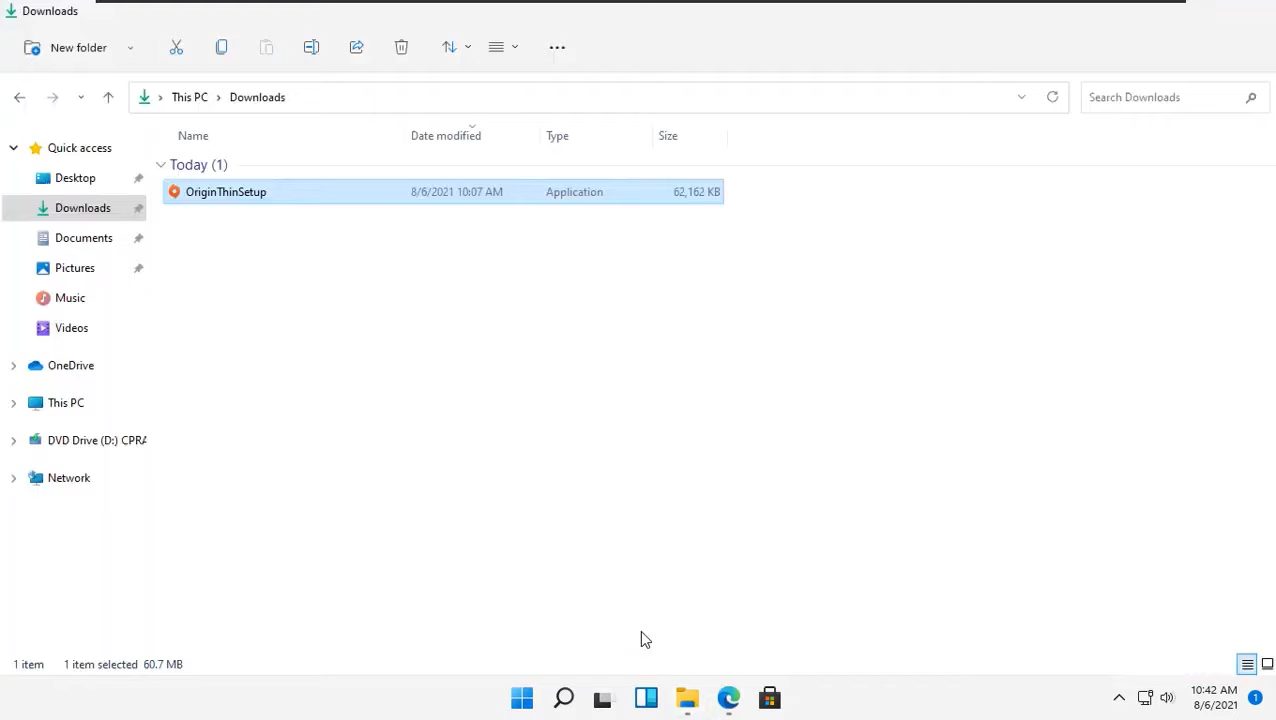 Downloads
New folder
This PC
Downloads
Search Downloads
Name
Date modified
Type
Size
Quick access
Today (1)
Desktop
OriginThinSetup
8/6/2021 10:07 AM
Application
62,162 KB
Downloads
Documents
Pictures
Music
Videos
OneDrive
This PC
DVD Drive (D:) CPRA
Network
1 item
1 item selected
60.7 MB
10:42 AM
8/6/2021
1